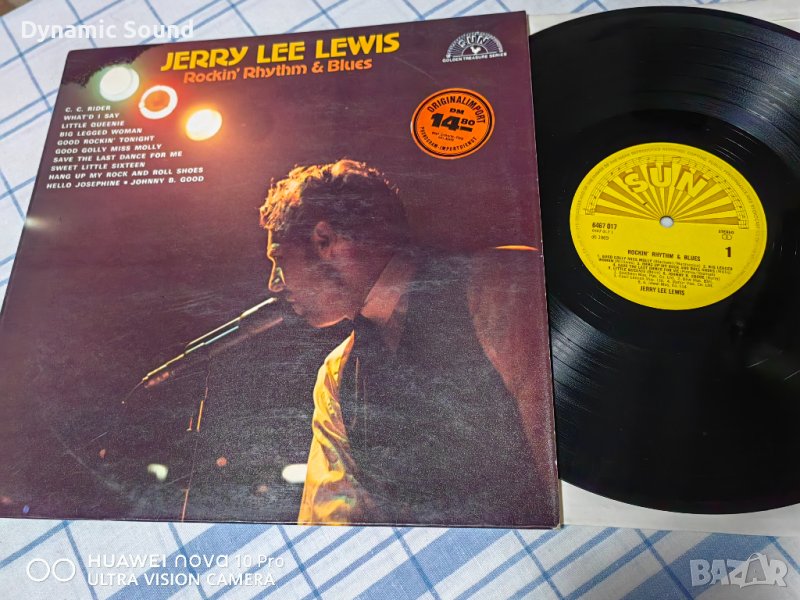 Dynamic Sound
JERRY LEE LEWIS
Rockin' Rhythm & Blues
SUN
GOLDEN TREASURE SERIES
C. C. RIDER
WHAT'D I SAY
LITTLE QUEENIE
BIG LEGGED WOMAN
GOOD ROCKIN' TONIGHT
GOOD GOLLY MISS MOLLY
SAVE THE LAST DANCE FOR ME
SWEET LITTLE SIXTEEN
HANG UP MY ROCK AND ROLL SHOES
HELLO JOSEPHINE • JOHNNY B. GOOD
ORIGINALIMPORT
DM
14.80
PHONOGRAM-IMPORTDIENST
SUN
6467 017
STEREO
1
ROCKIN' RHYTHM & BLUES
JERRY LEE LEWIS
HUAWEI nova 10 Pro
ULTRA VISION CAMERA
BAZAR